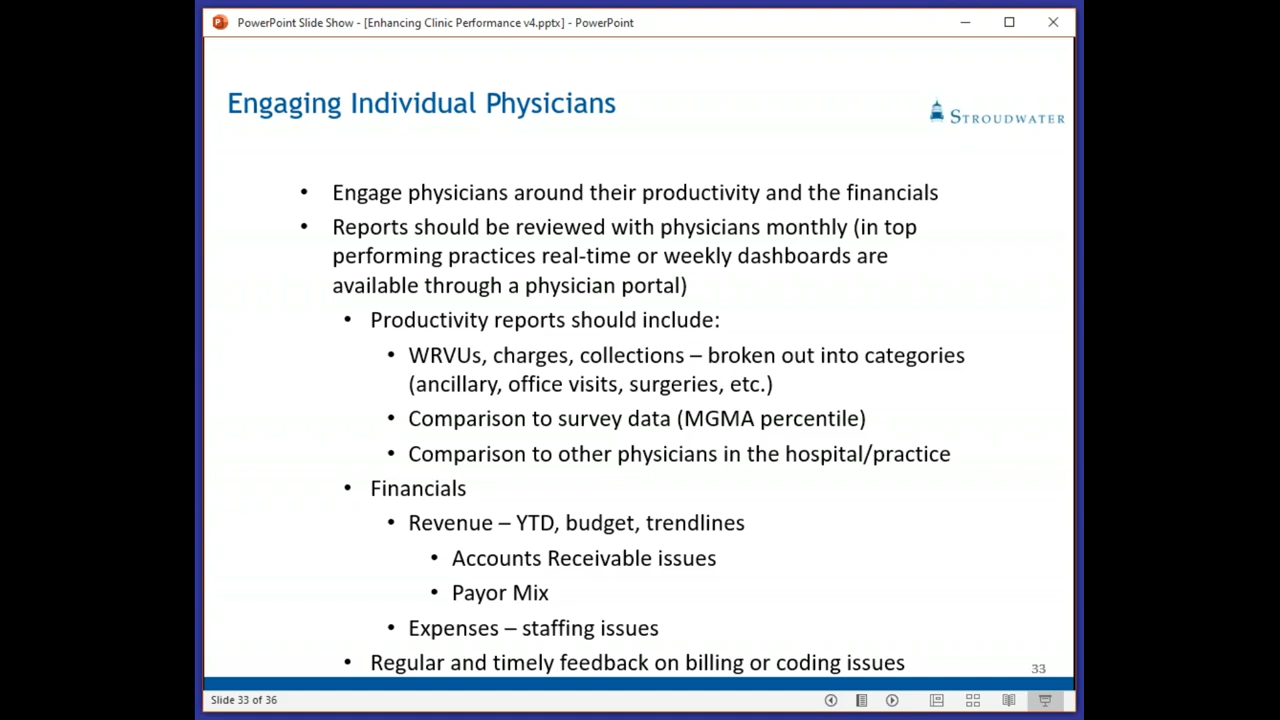 PowerPoint Slide Show - [Enhancing Clinic Performance v4.pptx] - PowerPoint
Engaging Individual Physicians
STROUDWATER
• Engage physicians around their productivity and the financials
• Reports should be reviewed with physicians monthly (in top
performing practices real-time or weekly dashboards are
available through a physician portal)
• Productivity reports should include:
• WRVUs, charges, collections – broken out into categories
(ancillary, office visits, surgeries, etc.)
• Comparison to survey data (MGMA percentile)
• Comparison to other physicians in the hospital/practice
• Financials
• Revenue – YTD, budget, trendlines
• Accounts Receivable issues
• Payor Mix
• Expenses – staffing issues
• Regular and timely feedback on billing or coding issues
33
Slide 33 of 36